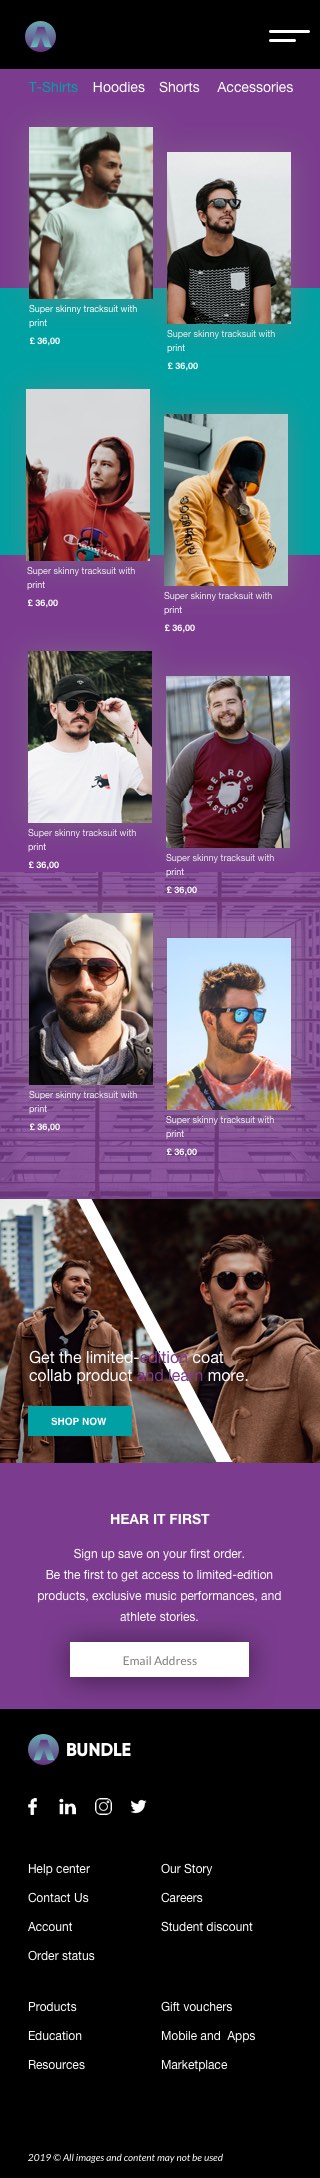 T-Shirts Hoodies Shorts Accessories
Super skinny tracksuit with
print
£ 36,00
Super skinny tracksuit with
print
£ 36,00
Champion
Super skinny tracksuit with
print
£ 36,00
Super skinny tracksuit with
print
£ 36,00
Super skinny tracksuit with
print
£ 36,00
BEARDED
BASTURDS
Super skinny tracksuit with
print
£ 36,00
Super skinny tracksuit with
print
£ 36,00
Super skinny tracksuit with
print
£ 36,00
Get the limited-edition coat
collab product and learn more.
SHOP NOW
HEAR IT FIRST
Sign up save on your first order.
Be the first to get access to limited-edition
products, exclusive music performances, and
athlete stories.
Email Address
BUNDLE
Help center
Contact Us
Account
Order status
Our Story
Careers
Student discount
Products
Education
Resources
Gift vouchers
Mobile and Apps
Marketplace
2019 © All images and content may not be used